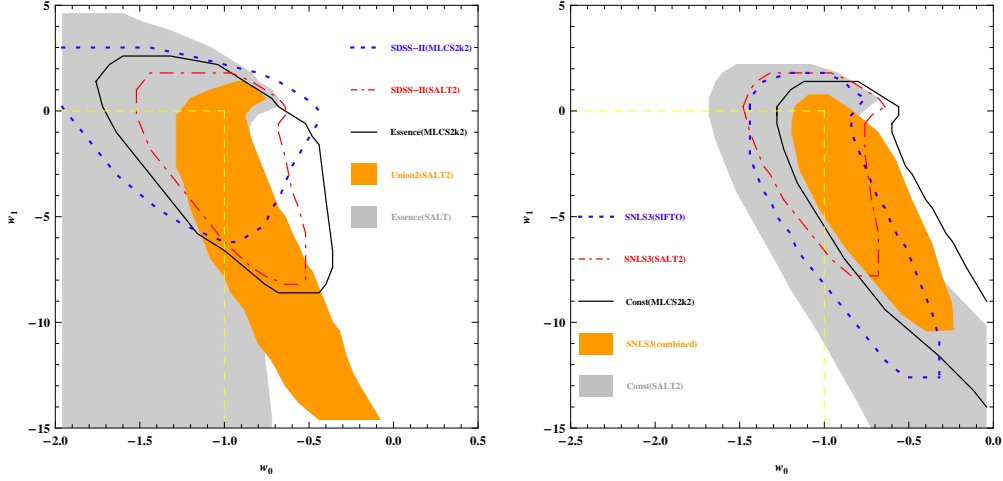 5
0
−5
−10
−15
w1
−2.0 −1.5 −1.0 −0.5 0.0 0.5
w0
SDSS−II(MLCS2k2)
SDSS−II(SALT2)
Essence(MLCS2k2)
Union2(SALT2)
Essence(SALT)
5
0
−5
−10
−15
w1
−2.5 −2.0 −1.5 −1.0 −0.5 0.0
w0
SNLS3(SIFTO)
SNLS3(SALT2)
Const(MLCS2k2)
SNLS3(combined)
Const(SALT2)